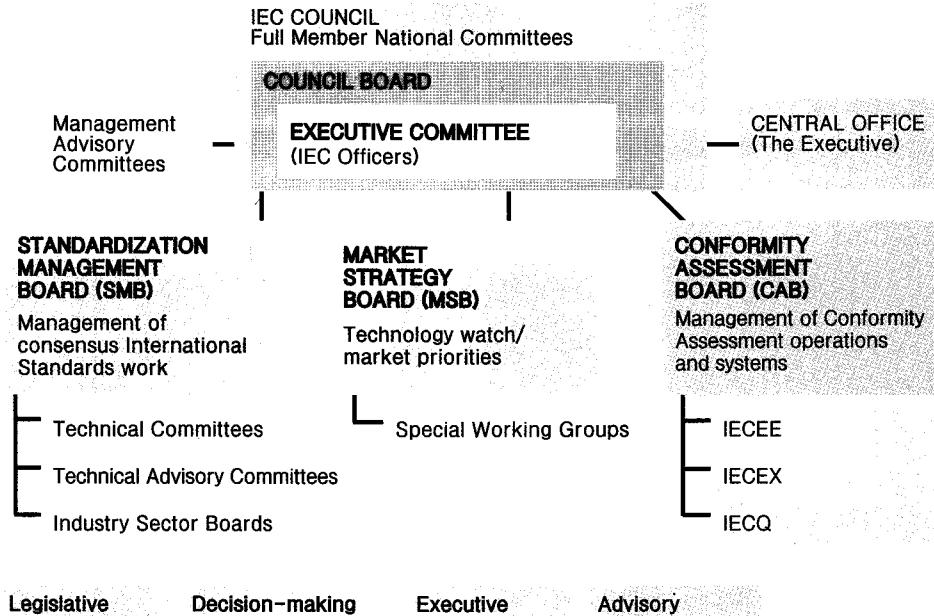 IEC COUNCIL
Full Member National Committees
COUNCIL BOARD
EXECUTIVE COMMITTEE
(IEC Officers)
Management
Advisory
Committees
CENTRAL OFFICE
(The Executive)
STANDARDIZATION
MANAGEMENT
BOARD (SMB)
Management of
consensus International
Standards work
Technical Committees
Technical Advisory Committees
Industry Sector Boards
MARKET
STRATEGY
BOARD (MSB)
Technology watch/
market priorities
Special Working Groups
CONFORMITY
ASSESSMENT
BOARD (CAB)
Management of Conformity
Assessment operations
and systems
IECEE
IECEX
IECQ
Legislative Decision-making Executive Advisory